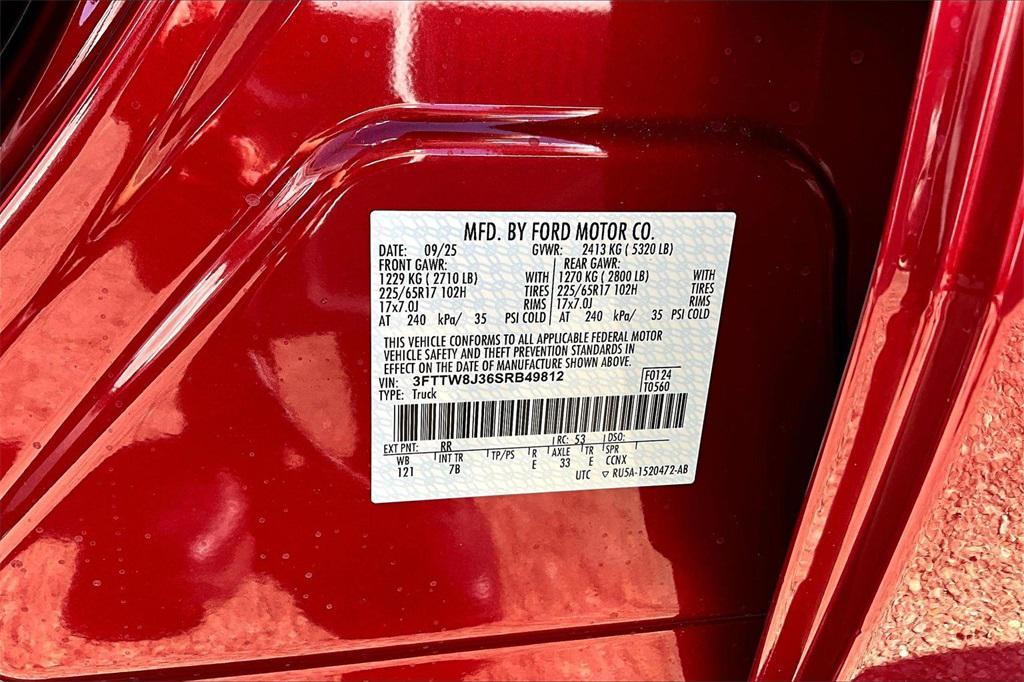 MFD. BY FORD MOTOR CO.
DATE: 09/25 GVWR: 2413 KG ( 5320 LB)
FRONT GAWR: REAR GAWR:
1229 KG ( 2710 LB) WITH 1270 KG ( 2800 LB) WITH
225/65R17 102H TIRES 225/65R17 102H TIRES
17x7.0J RIMS 17x7.0J RIMS
AT 240 kPa/ 35 PSI COLD AT 240 kPa/ 35 PSI COLD
THIS VEHICLE CONFORMS TO ALL APPLICABLE FEDERAL MOTOR
VEHICLE SAFETY AND THEFT PREVENTION STANDARDS IN
EFFECT ON THE DATE OF MANUFACTURE SHOWN ABOVE.
VIN: 3FTTW8J36SRB49812 F0124
TYPE: Truck T0560
EXT PNT: RR RC: 53 DSO:
WB INT TR TP/PS R AXLE TR SPR
121 7B E 33 E CCNX
UTC ▽ RU5A-1520472-AB